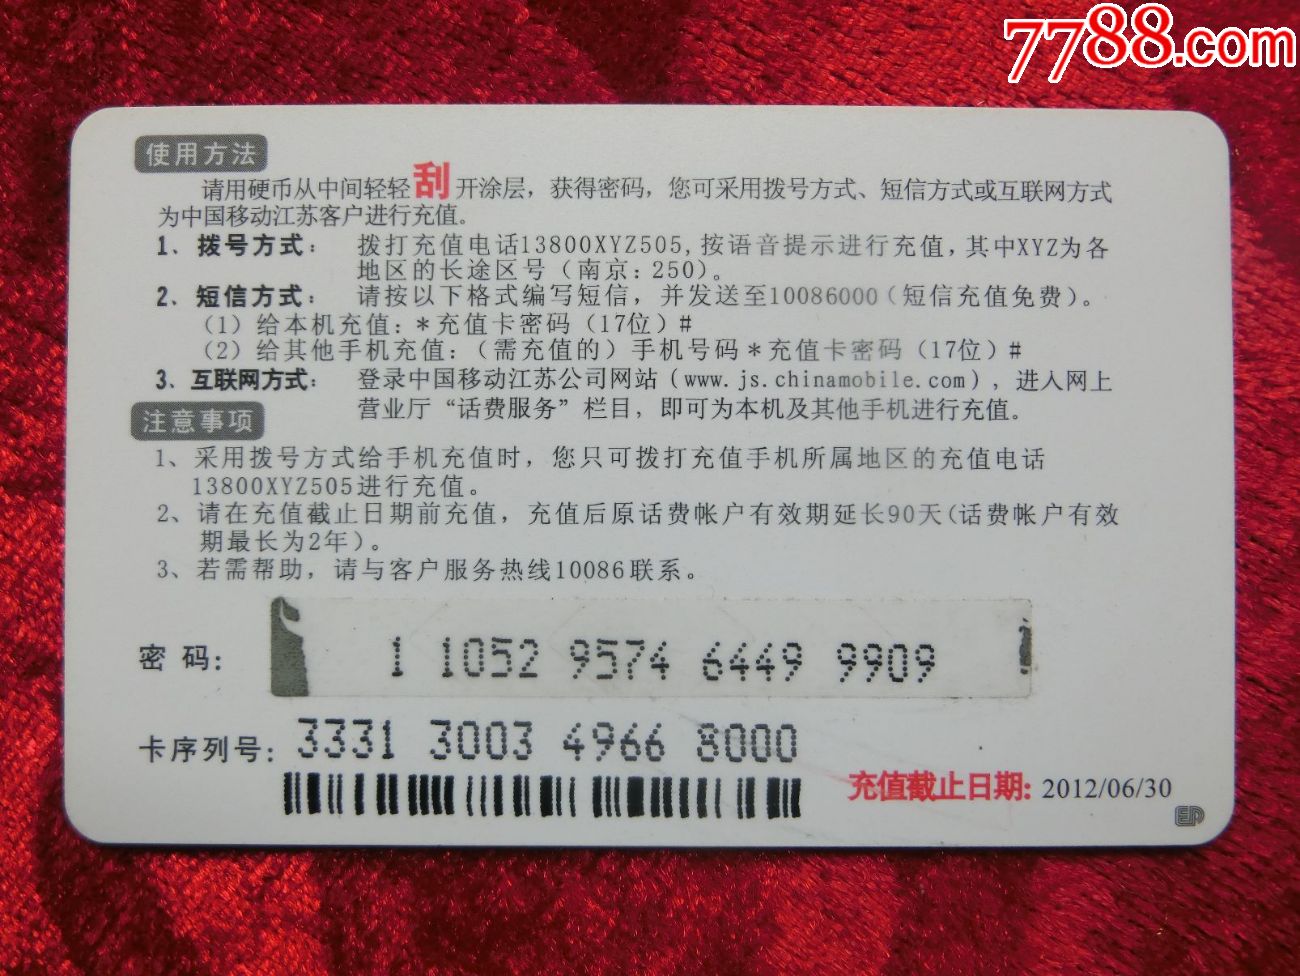 7788.com
使用方法
请用硬币从中间轻轻刮开涂层，获得密码，您可采用拨号方式、短信方式或互联网方式
为中国移动江苏客户进行充值。
1、拨号方式：拨打充值电话13800XYZ505,按语音提示进行充值，其中XYZ为各
地区的长途区号（南京：250）。
2、短信方式：请按以下格式编写短信，并发送至10086000（短信充值免费）。
（1）给本机充值：*充值卡密码（17位）#
（2）给其他手机充值：（需充值的）手机号码*充值卡密码（17位）#
3、互联网方式：登录中国移动江苏公司网站（www.js.chinamobile.com），进入网上
营业厅“话费服务”栏目，即可为本机及其他手机进行充值。
注意事项
1、采用拨号方式给手机充值时，您只可拨打充值手机所属地区的充值电话
13800XYZ505进行充值。
2、请在充值截止日期前充值，充值后原话费帐户有效期延长90天（话费帐户有效
期最长为2年）。
3、若需帮助，请与客户服务热线10086联系。
密码：1 1052 9574 6449 9909
卡序列号：3331 3003 4966 8000
充值截止日期：2012/06/30
EP